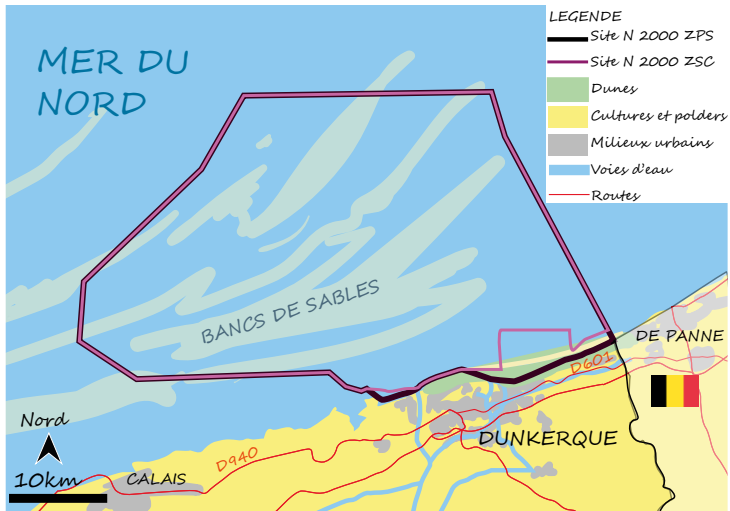 MER DU
NORD
LEGENDE
Site N 2000 ZPS
Site N 2000 ZSC
Dunes
Cultures et polders
Milieux urbains
Voies d'eau
Routes
BANCS DE SABLES
DE PANNE
D601
DUNKERQUE
D940
CALAIS
Nord
10km